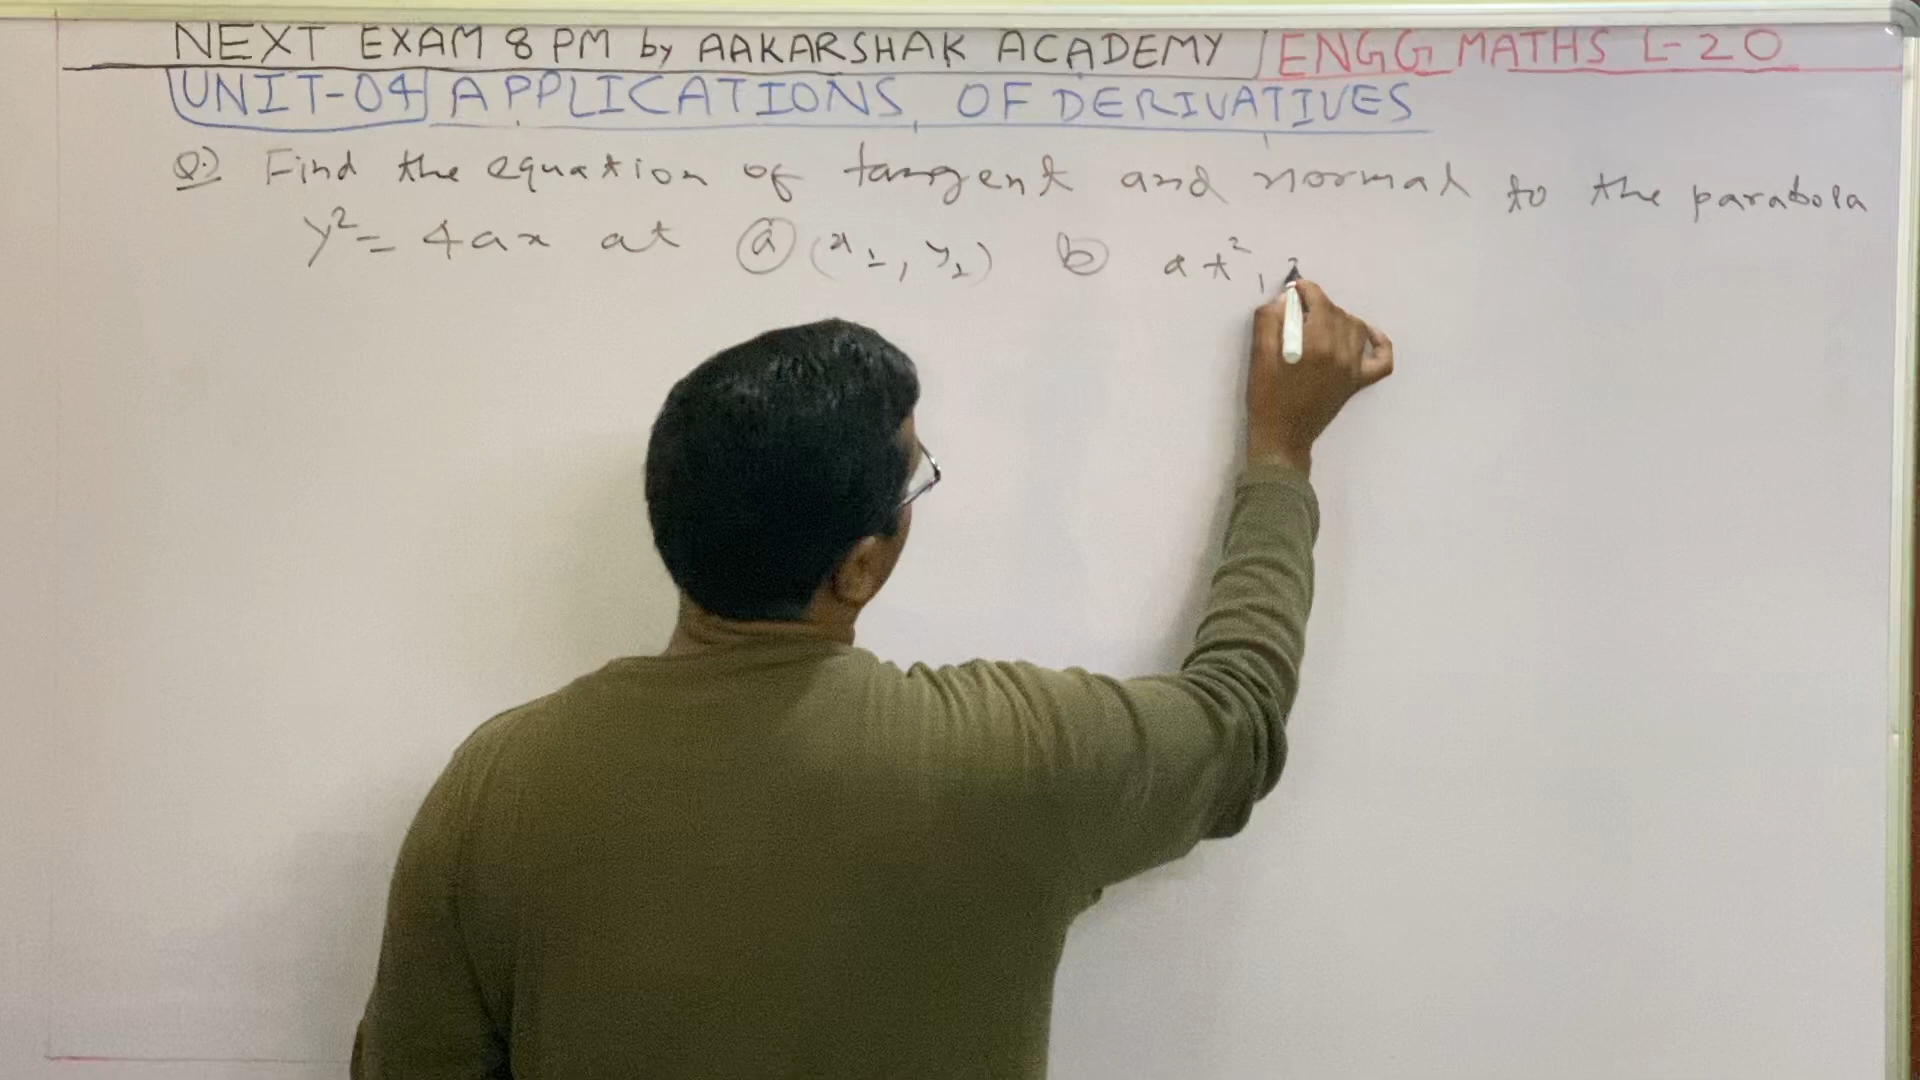 NEXT EXAM 8 PM by AAKARSHAK ACADEMY ENGG MATHS L-20
UNIT-04 APPLICATIONS OF DERIVATIVES
Q.) Find the equation of tangent and normal to the parabola
y² = 4ax at (a) (x₁, y₁) (b) at²,